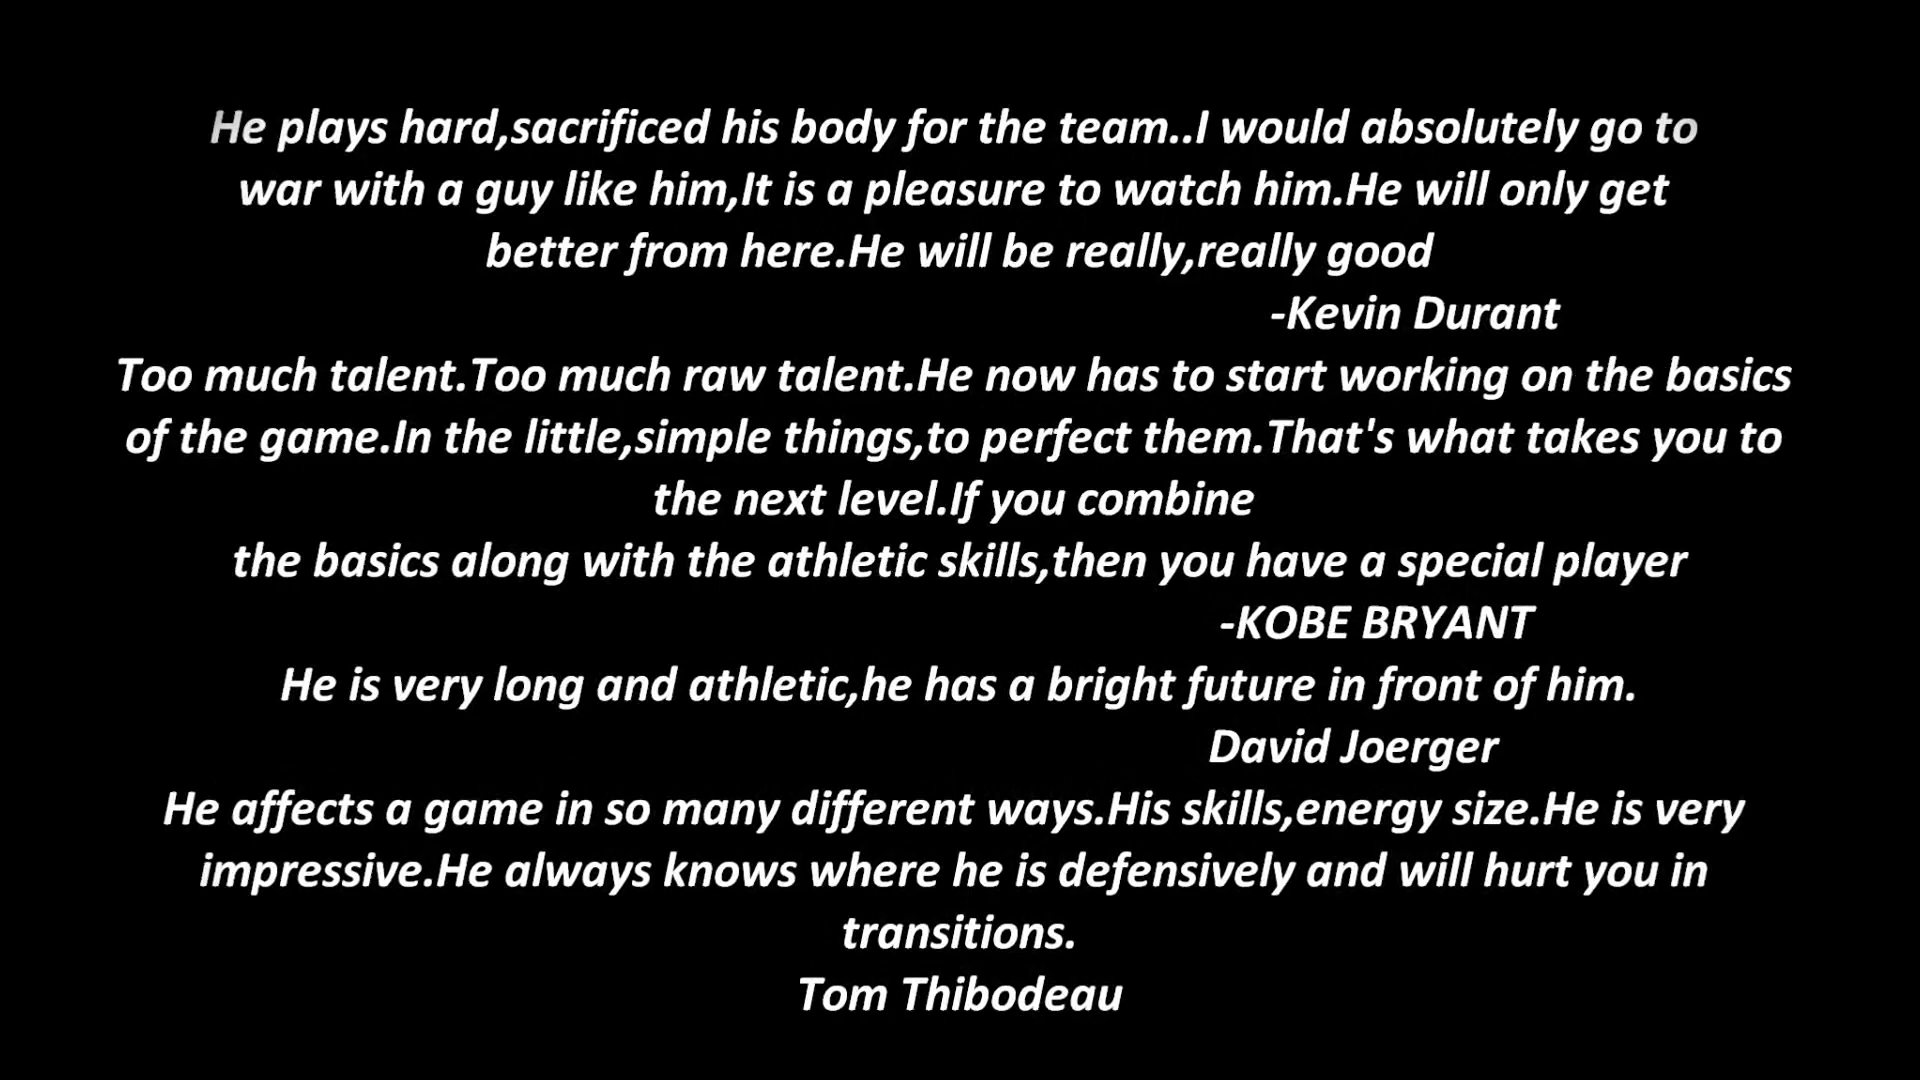 He plays hard,sacrificed his body for the team..I would absolutely go to
war with a guy like him,It is a pleasure to watch him.He will only get
better from here.He will be really,really good
-Kevin Durant
Too much talent.Too much raw talent.He now has to start working on the basics
of the game.In the little,simple things,to perfect them.That's what takes you to
the next level.If you combine
the basics along with the athletic skills,then you have a special player
-KOBE BRYANT
He is very long and athletic,he has a bright future in front of him.
David Joerger
He affects a game in so many different ways.His skills,energy size.He is very
impressive.He always knows where he is defensively and will hurt you in
transitions.
Tom Thibodeau